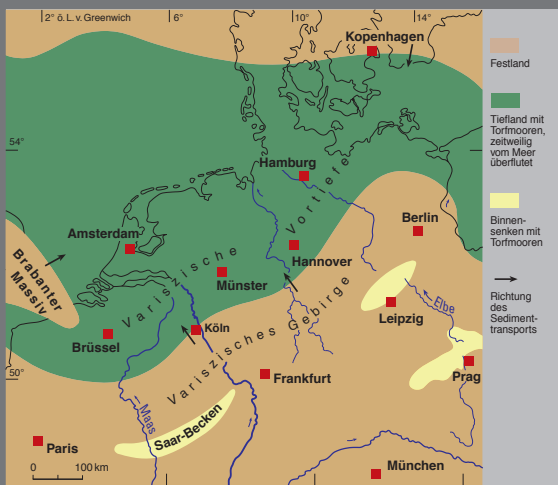 2° ö. L. v. Greenwich
6°
10°
14°
Kopenhagen
54°
Hamburg
Amsterdam
Berlin
Brabanter
Massiv
Variszische Vortiefe
Hannover
Münster
Leipzig
Elbe
Brüssel
Köln
Variszisches Gebirge
50°
Frankfurt
Prag
Maas
Saar-Becken
Paris
München
0 100 km
Festland
Tiefland mit
Torfmooren,
zeitweilig
vom Meer
überflutet
Binnen-
senken mit
Torfmooren
Richtung
des
Sediment-
transports